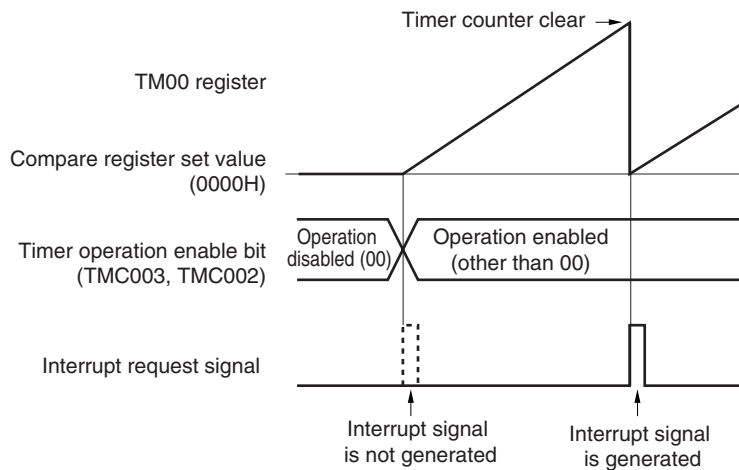 Timer counter clear
TM00 register
Compare register set value
(0000H)
Timer operation enable bit
(TMC003, TMC002)
Operation
disabled (00)
Operation enabled
(other than 00)
Interrupt request signal
Interrupt signal
is not generated
Interrupt signal
is generated